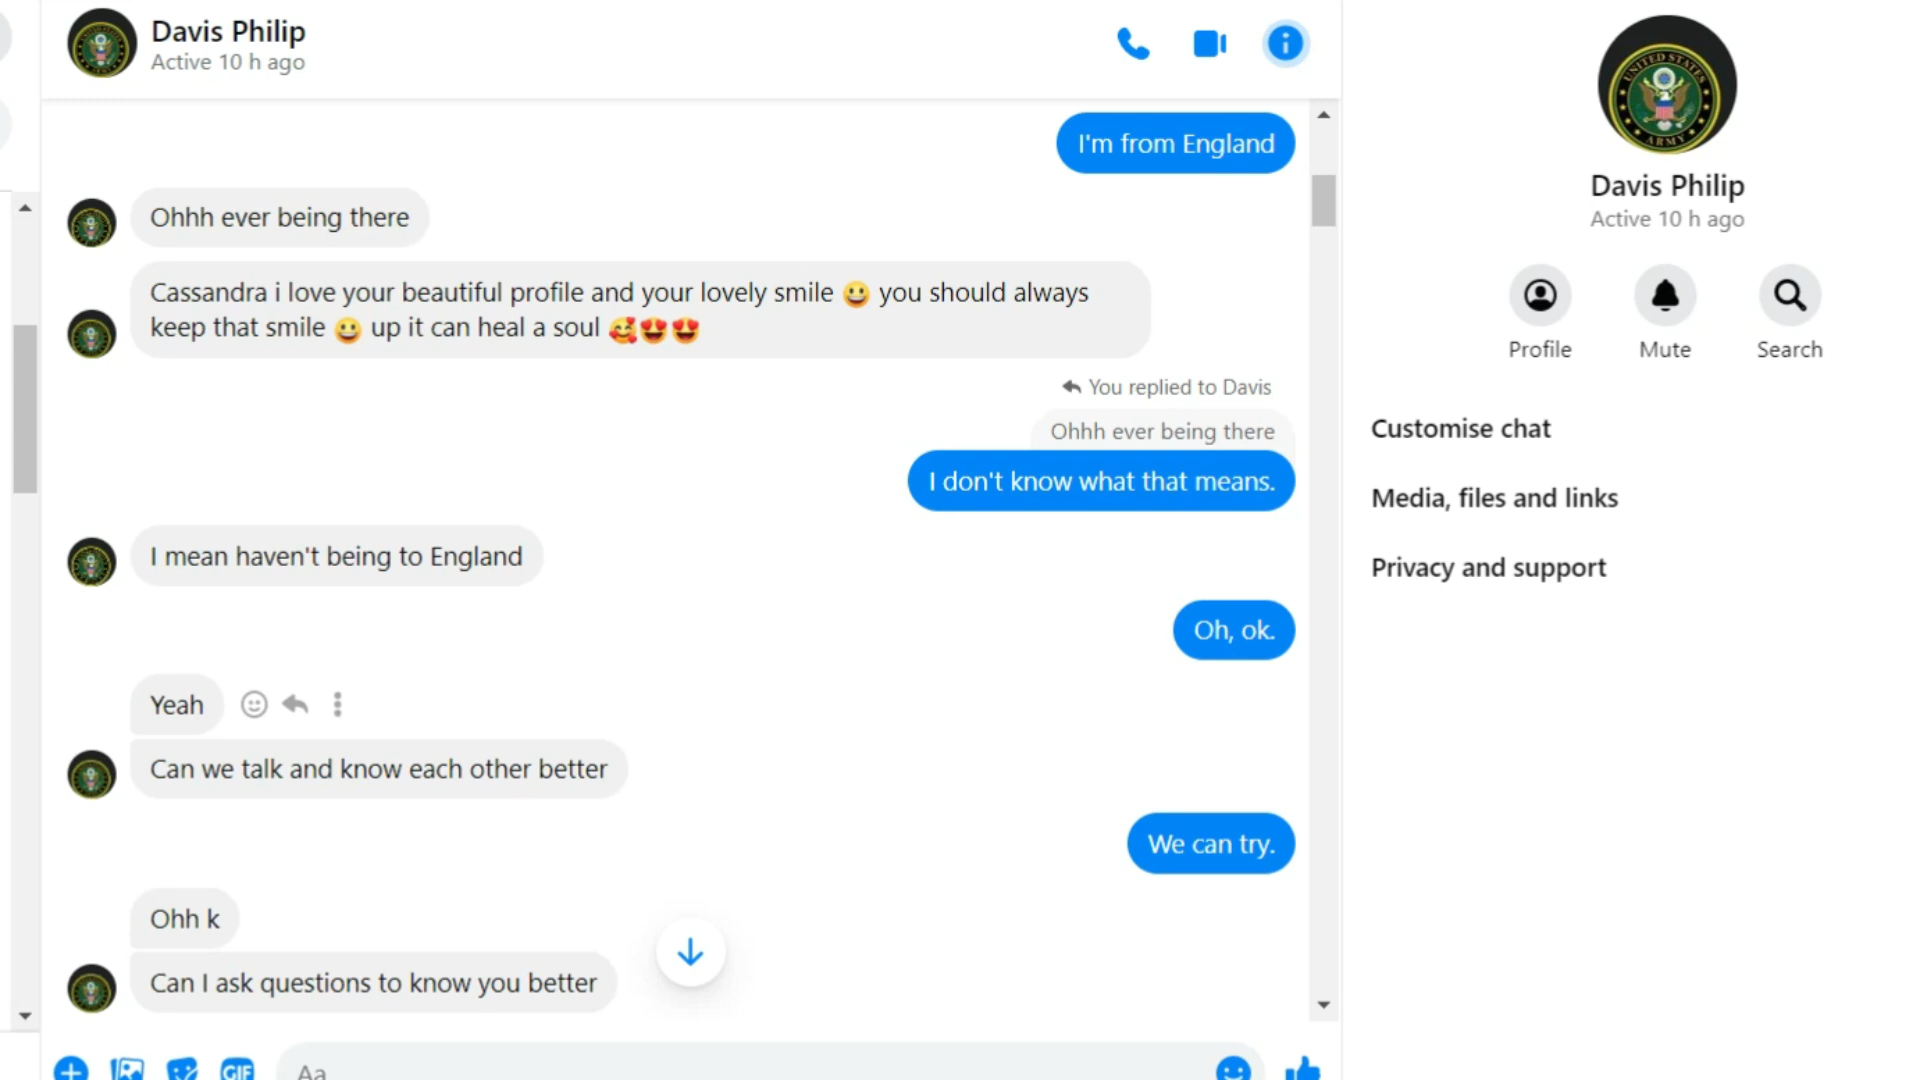 Davis Philip
Active 10 h ago
I'm from England
Ohhh ever being there
Cassandra i love your beautiful profile and your lovely smile 😀 you should always
keep that smile 😀 up it can heal a soul 🥰😍😍
You replied to Davis
Ohhh ever being there
I don't know what that means.
I mean haven't being to England
Oh, ok.
Yeah
Can we talk and know each other better
We can try.
Ohh k
Can I ask questions to know you better
GIF
Aa
UNITED STATES
ARMY
Davis Philip
Active 10 h ago
Profile
Mute
Search
Customise chat
Media, files and links
Privacy and support